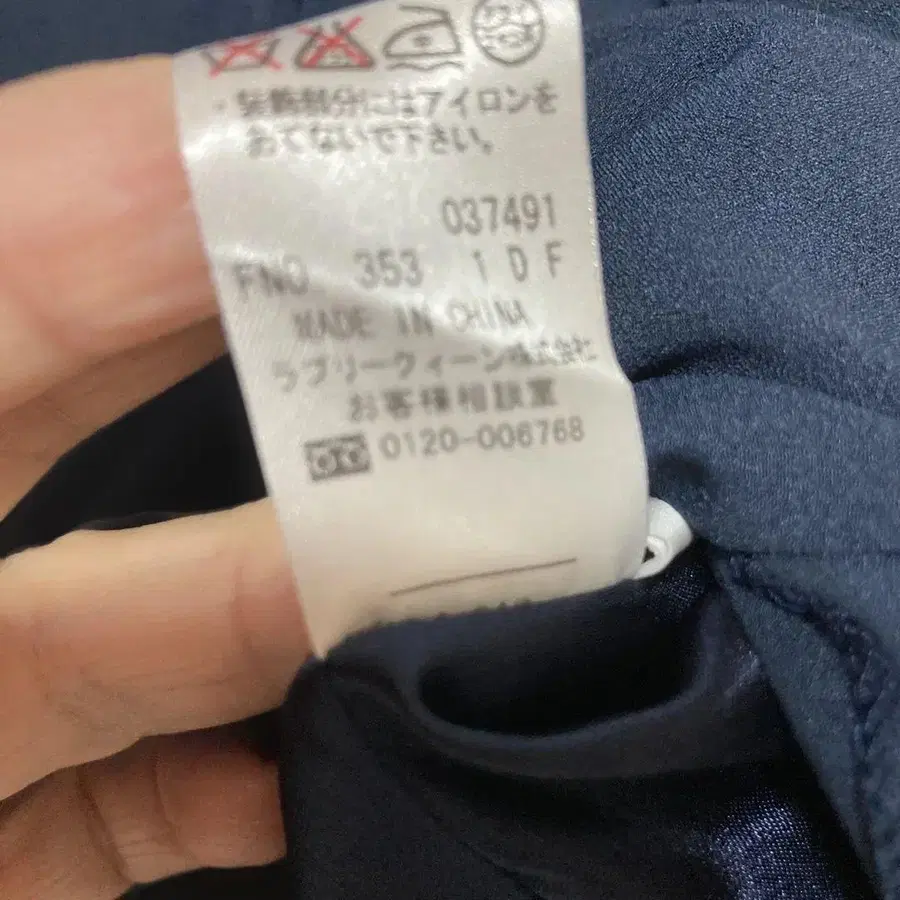 ・装飾部分にはアイロンを
あてないで下さい。
037491
FNO 353 1 D F
MADE IN CHINA
ラブリークィーン株式会社
お客様相談室
0120-006768